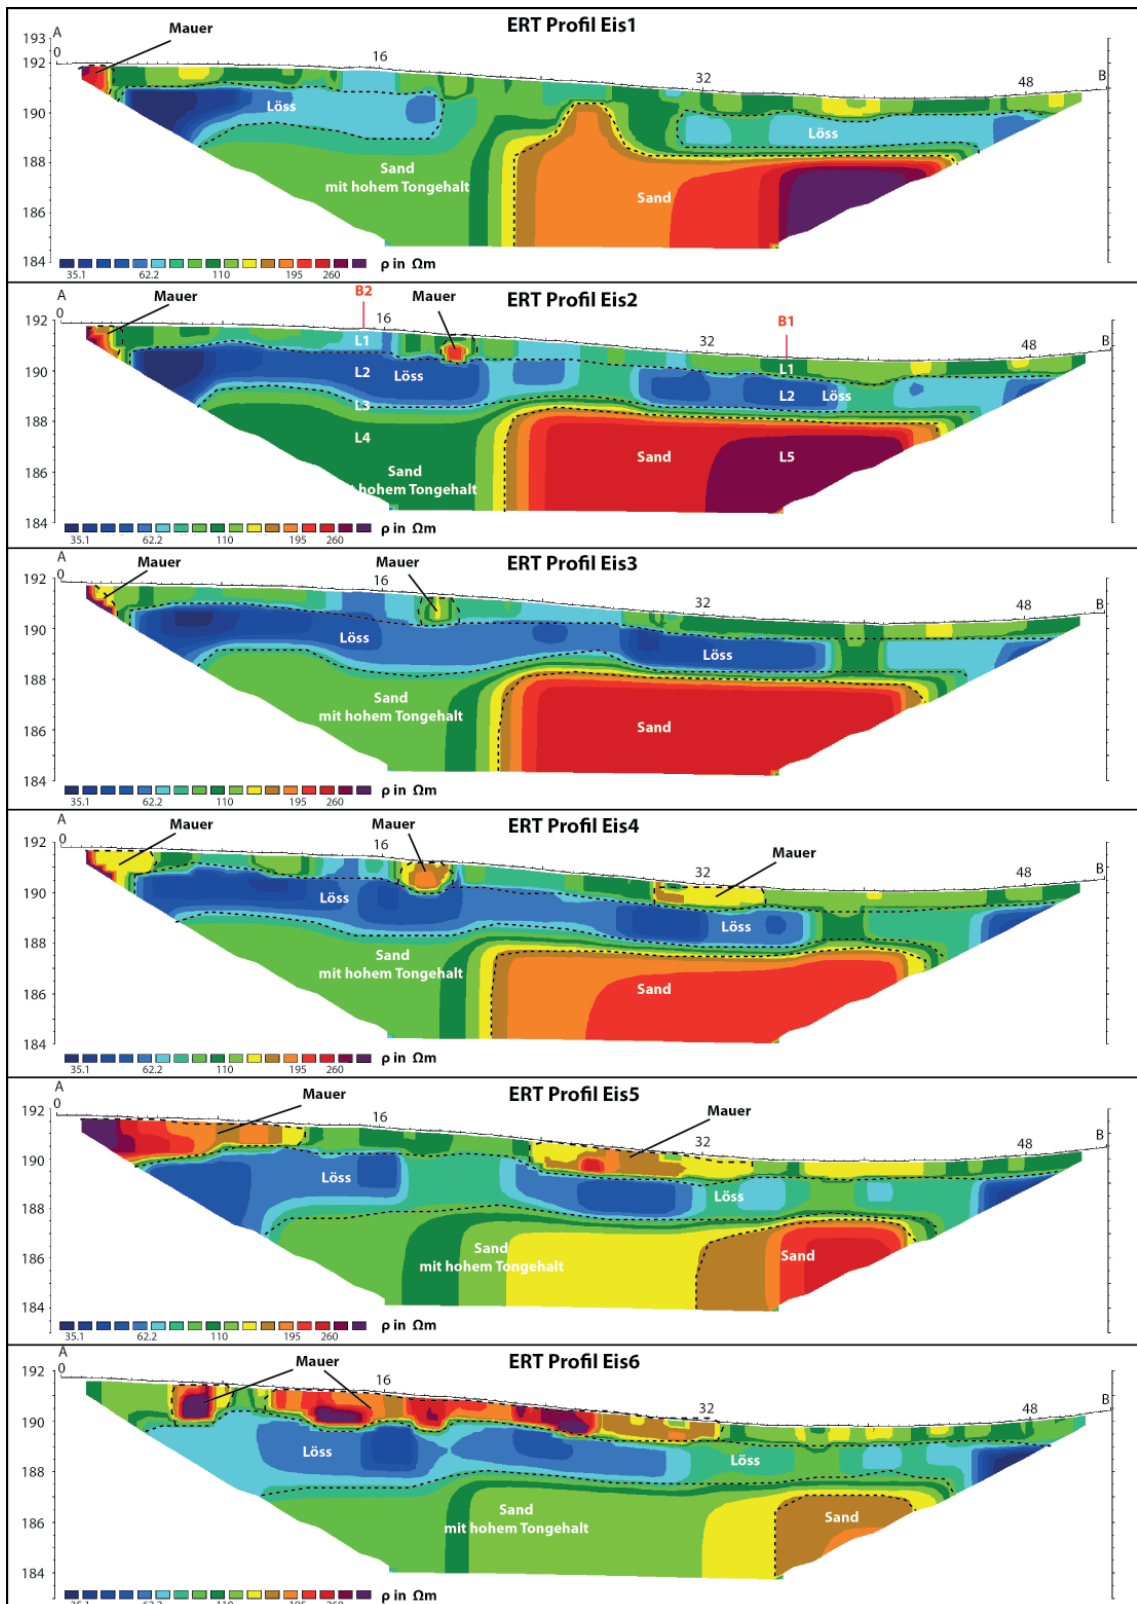 ERT Profil Eis1
A
193
0
Mauer
16
192
32
48
B
190
Löss
Löss
188
Sand
mit hohem Tongehalt
Sand
186
184
35.1 62.2 110 195 260 ρ in Ωm
ERT Profil Eis2
A
0
Mauer
B2
16
Mauer
B1
192
32
48
B
L1
L1
190
L2
Löss
L2
Löss
L3
188
L4
L5
Sand
186
Sand
hohem Tongehalt
184
35.1 62.2 110 195 260 ρ in Ωm
ERT Profil Eis3
A
0
Mauer
Mauer
16
192
32
48
B
190
Löss
Löss
188
Sand
mit hohem Tongehalt
Sand
186
184
35.1 62.2 110 195 260 ρ in Ωm
ERT Profil Eis4
A
0
Mauer
Mauer
Mauer
16
192
32
48
B
190
Löss
Löss
188
Sand
mit hohem Tongehalt
Sand
186
184
35.1 62.2 110 195 260 ρ in Ωm
ERT Profil Eis5
A
0
Mauer
Mauer
16
192
32
48
B
190
Löss
Löss
188
Sand
mit hohem Tongehalt
Sand
186
184
35.1 62.2 110 195 260 ρ in Ωm
ERT Profil Eis6
A
0
Mauer
16
192
32
48
B
190
Löss
Löss
188
Sand
mit hohem Tongehalt
Sand
186
184
35.1 62.2 110 195 260 ρ in Ωm